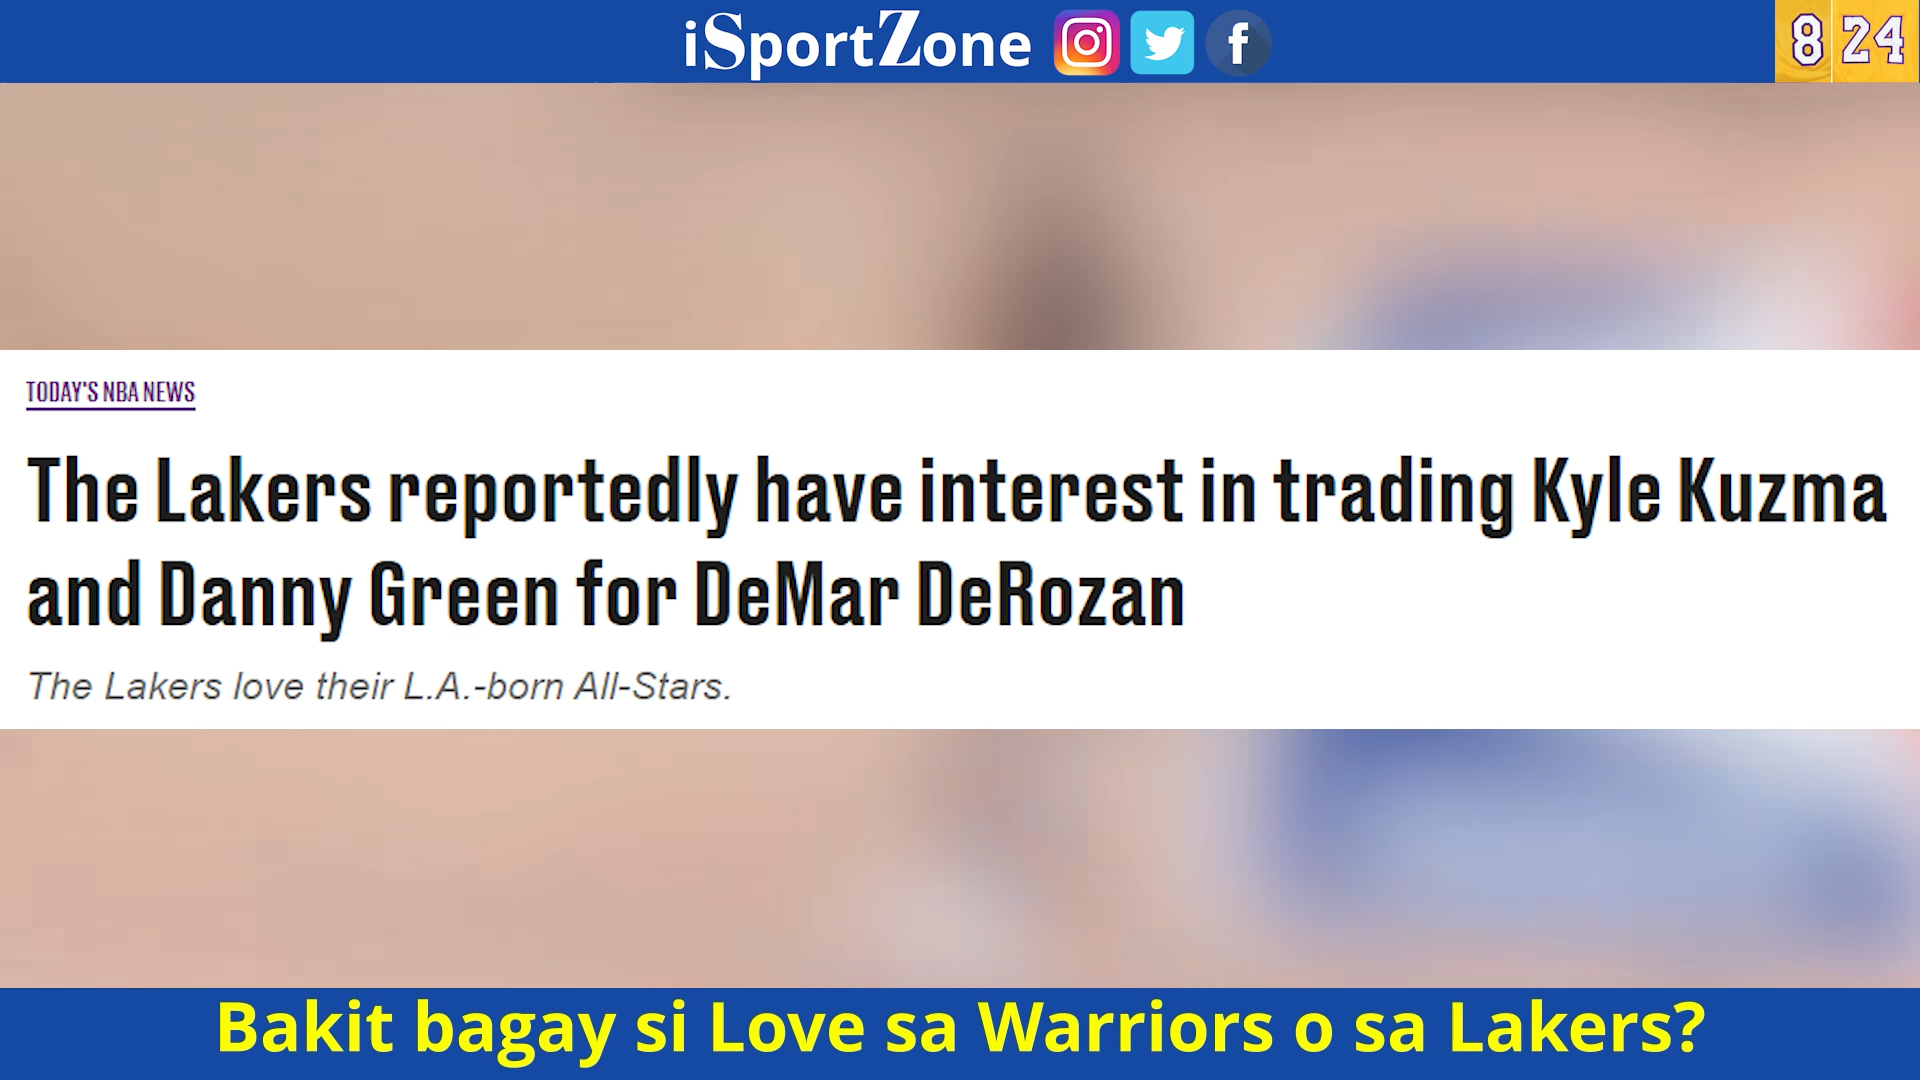 iSportZone
8 24
TODAY'S NBA NEWS
The Lakers reportedly have interest in trading Kyle Kuzma
and Danny Green for DeMar DeRozan
The Lakers love their L.A.-born All-Stars.
Bakit bagay si Love sa Warriors o sa Lakers?